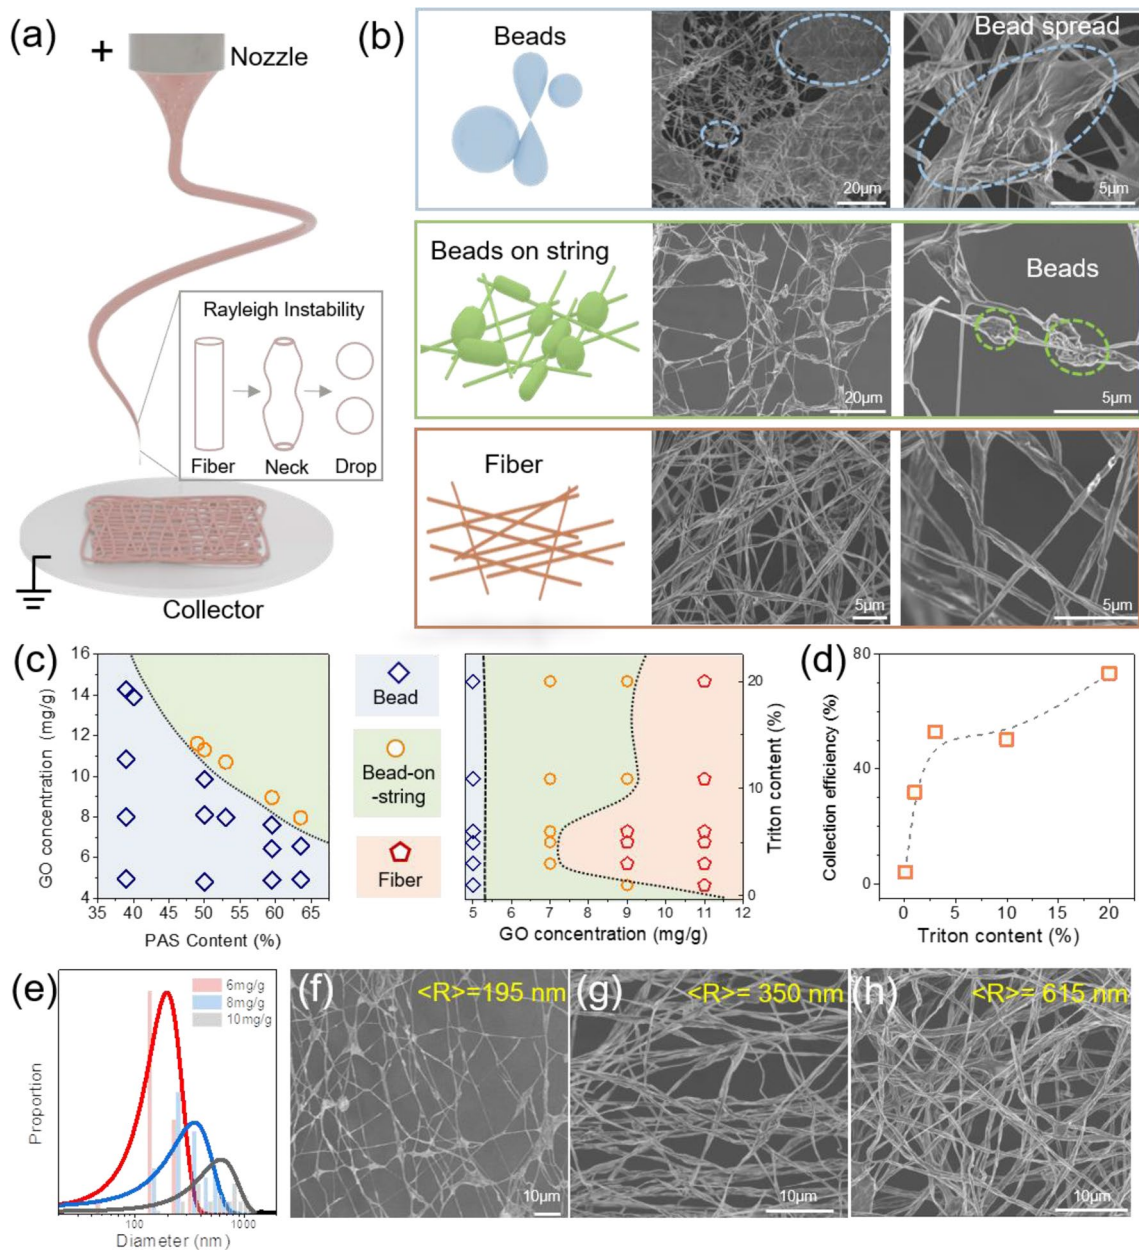 (a)
+
Nozzle
Rayleigh Instability
Fiber
Neck
Drop
Collector
(b)
Beads
20μm
Bead spread
5μm
Beads on string
20μm
Beads
5μm
Fiber
5μm
5μm
(c)
GO concentration (mg/g)
16
14
12
10
8
6
4
35
40
45
50
55
60
65
PAS Content (%)
Bead
Bead-on
-string
Fiber
5
6
7
8
9
10
11
12
GO concentration (mg/g)
20
10
0
Triton content (%)
(d)
Collection efficiency (%)
80
40
0
0
5
10
15
20
Triton content (%)
(e)
6mg/g
8mg/g
10mg/g
Proportion
100
1000
Diameter (nm)
(f)
<R>=195 nm
10μm
(g)
<R>= 350 nm
10μm
(h)
<R>= 615 nm
10μm